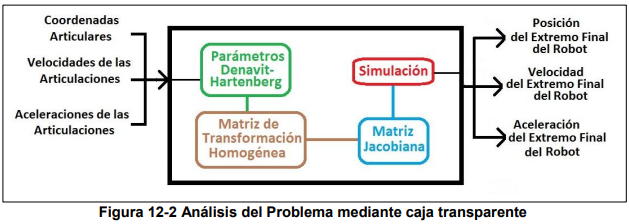 Coordenadas
Articulares
Velocidades de las
Articulaciones
Aceleraciones de las
Articulaciones
Parámetros
Denavit-
Hartenberg
Matriz de
Transformación
Homogénea
Simulación
Matriz
Jacobiana
Posición
del Extremo Final
del Robot
Velocidad
del Extremo Final
del Robot
Aceleración
del Extremo Final
del Robot
Figura 12-2 Análisis del Problema mediante caja transparente